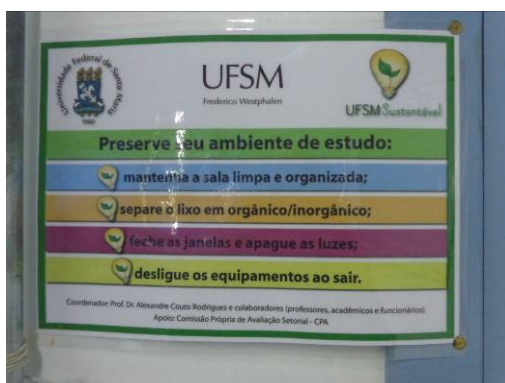 Universidade Federal de Santa Maria
1960
UFSM
Frederico Westphalen
UFSM Sustentável
Preserve seu ambiente de estudo:
mantenha a sala limpa e organizada;
separe o lixo em orgânico/inorgânico;
feche as janelas e apague as luzes;
desligue os equipamentos ao sair.
Coordenador: Prof. Dr. Alexandre Couto Rodrigues e colaboradores (professores, acadêmicos e funcionários)
Apoio: Comissão Própria de Avaliação Setorial - CPA